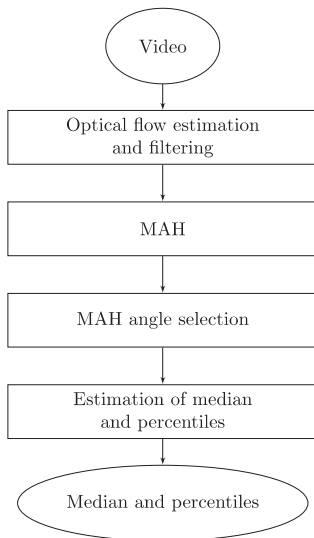 Video
Optical flow estimation
and filtering
MAH
MAH angle selection
Estimation of median
and percentiles
Median and percentiles